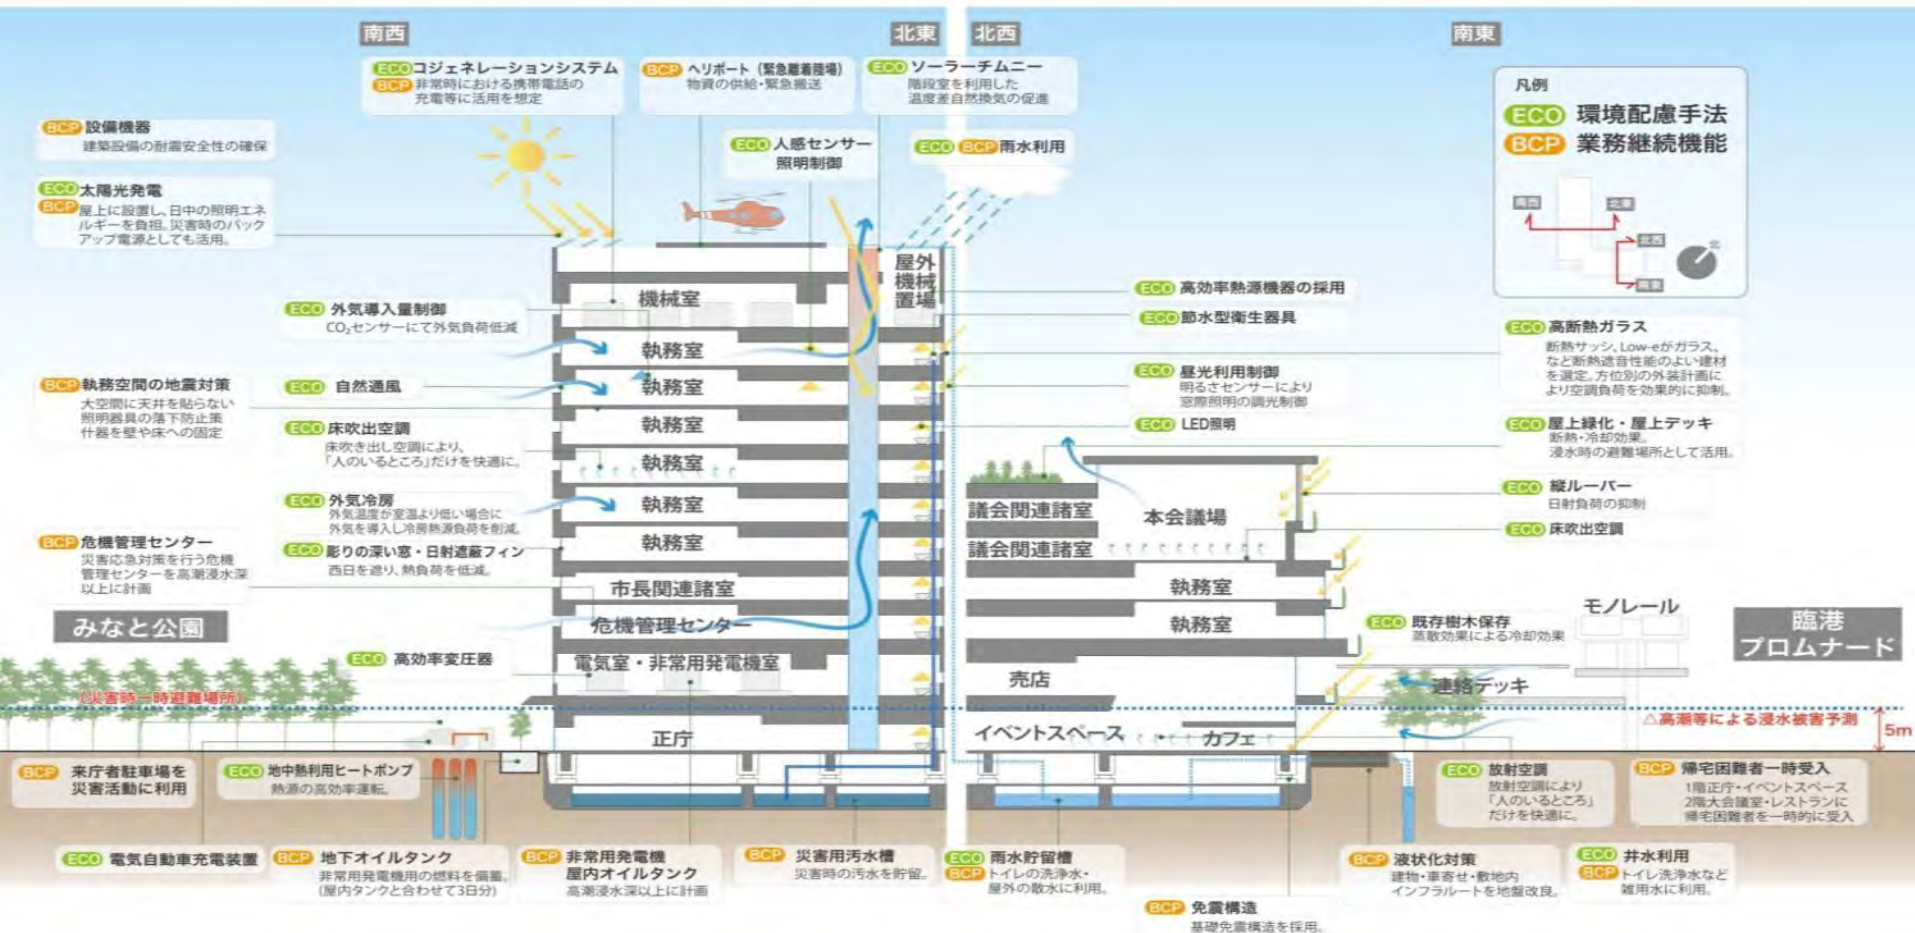 南西
北東
北西
南東
ECO コジェネレーションシステム
BCP 非常時における携帯電話の
充電等に活用を想定
BCP ヘリポート（緊急離着陸場）
物資の供給・緊急搬送
ECO ソーラーチムニー
階段室を利用した
温度差自然換気の促進
凡例
ECO 環境配慮手法
BCP 業務継続機能
南西
北東
北西
南東
北
BCP 設備機器
建築設備の耐震安全性の確保
ECO 人感センサー
照明制御
ECO BCP 雨水利用
ECO 太陽光発電
BCP 屋上に設置し、日中の照明エネ
ルギーを負担。災害時のバック
アップ電源としても活用。
ECO 外気導入量制御
CO₂センサーにて外気負荷低減
BCP 執務空間の地震対策
大空間に天井を貼らない
照明器具の落下防止策
什器を壁や床への固定
ECO 自然通風
ECO 床吹出空調
床吹き出し空調により、
「人のいるところ」だけを快適に。
ECO 外気冷房
外気温度が室温より低い場合に
外気を導入し冷房熱源負荷を削減。
BCP 危機管理センター
災害応急対策を行う危機
管理センターを高潮浸水深
以上に計画
ECO 彫りの深い窓・日射遮蔽フィン
西日を遮り、熱負荷を低減。
みなと公園
ECO 高効率変圧器
（災害時一時避難場所）
機械室
屋外
機械
置場
執務室
執務室
執務室
執務室
執務室
執務室
市長関連諸室
危機管理センター
電気室・非常用発電機室
正庁
ECO 高効率熱源機器の採用
ECO 節水型衛生器具
ECO 昼光利用制御
明るさセンサーにより
窓際照明の調光制御
ECO LED照明
ECO 高断熱ガラス
断熱サッシ、Low-eがガラス、
など断熱遮音性能のよい建材
を選定。方位別の外装計画に
より空調負荷を効果的に抑制。
ECO 屋上緑化・屋上デッキ
断熱・冷却効果。
浸水時の避難場所として活用。
ECO 縦ルーバー
日射負荷の抑制
ECO 床吹出空調
議会関連諸室
本会議場
議会関連諸室
執務室
執務室
売店
イベントスペース
カフェ
ECO 既存樹木保存
蒸散効果による冷却効果
モノレール
臨港
プロムナード
連絡デッキ
△高潮等による浸水被害予測
5m
BCP 来庁者駐車場を
災害活動に利用
ECO 地中熱利用ヒートポンプ
熱源の高効率運転。
ECO 放射空調
放射空調により
「人のいるところ」
だけを快適に。
BCP 帰宅困難者一時受入
1階正庁・イベントスペース
2階大会議室・レストランに
帰宅困難者を一時的に受入
ECO 電気自動車充電装置
BCP 地下オイルタンク
非常用発電機用の燃料を備蓄。
(屋内タンクと合わせて3日分)
BCP 非常用発電機
屋内オイルタンク
高潮浸水深以上に計画
BCP 災害用汚水槽
災害時の汚水を貯留。
ECO 雨水貯留槽
BCP トイレの洗浄水・
屋外の散水に利用。
BCP 免震構造
基礎免震構造を採用。
BCP 液状化対策
建物・車寄せ・敷地内
インフラルートを地盤改良。
ECO 井水利用
BCP トイレ洗浄水など
雑用水に利用。